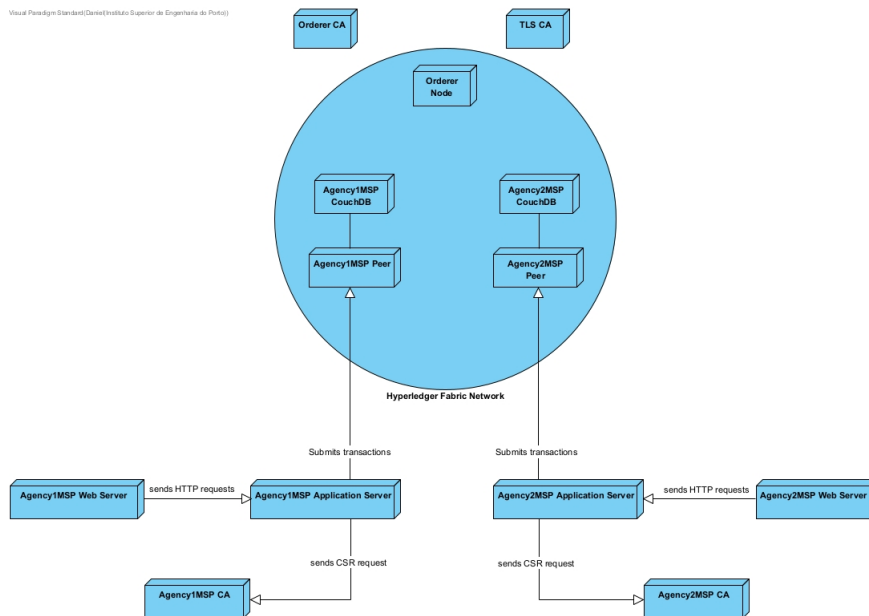 Visual Paradigm Standard(Daniel(Instituto Superior de Engenharia do Porto))
Orderer CA
TLS CA
Orderer
Node
Agency1MSP
CouchDB
Agency2MSP
CouchDB
Agency1MSP Peer
Agency2MSP
Peer
Hyperledger Fabric Network
Submits transactions
Submits transactions
Agency1MSP Web Server
sends HTTP requests
Agency1MSP Application Server
Agency2MSP Application Server
sends HTTP requests
Agency2MSP Web Server
sends CSR request
sends CSR request
Agency1MSP CA
Agency2MSP CA